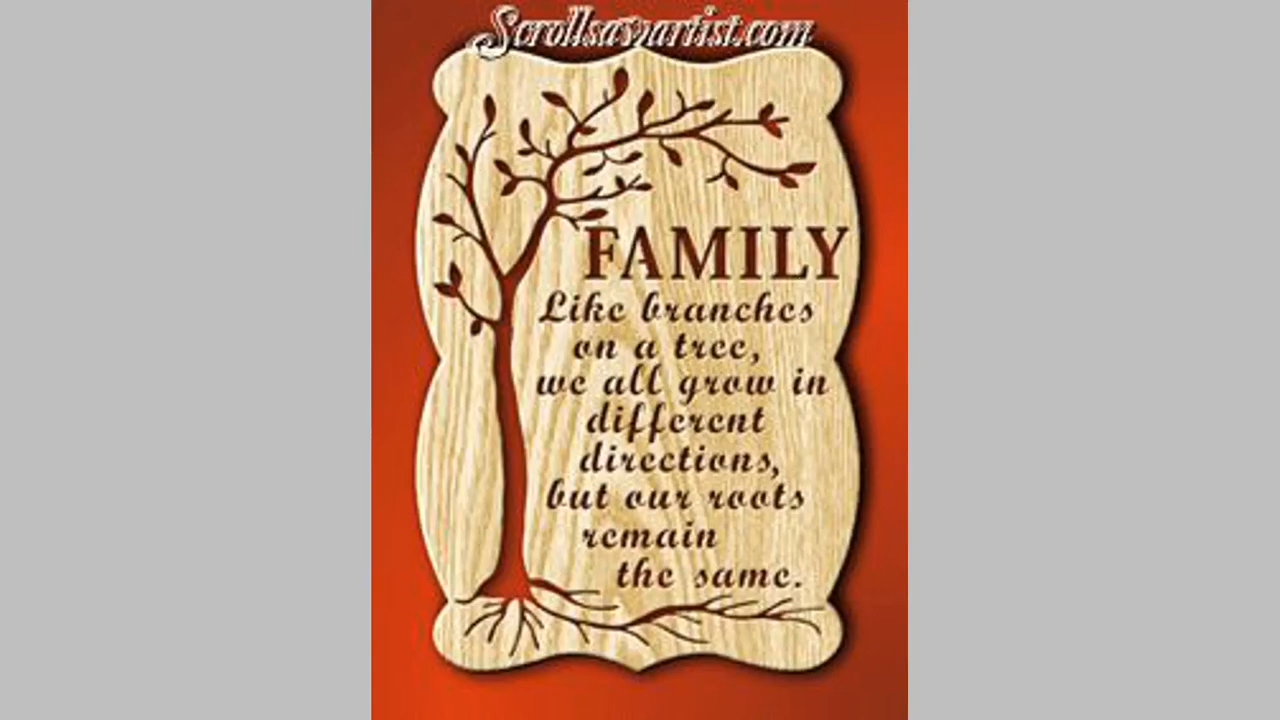 Scrollsawartist.com
FAMILY
Like branches
on a tree,
we all grow in
different
directions,
but our roots
remain
the same.